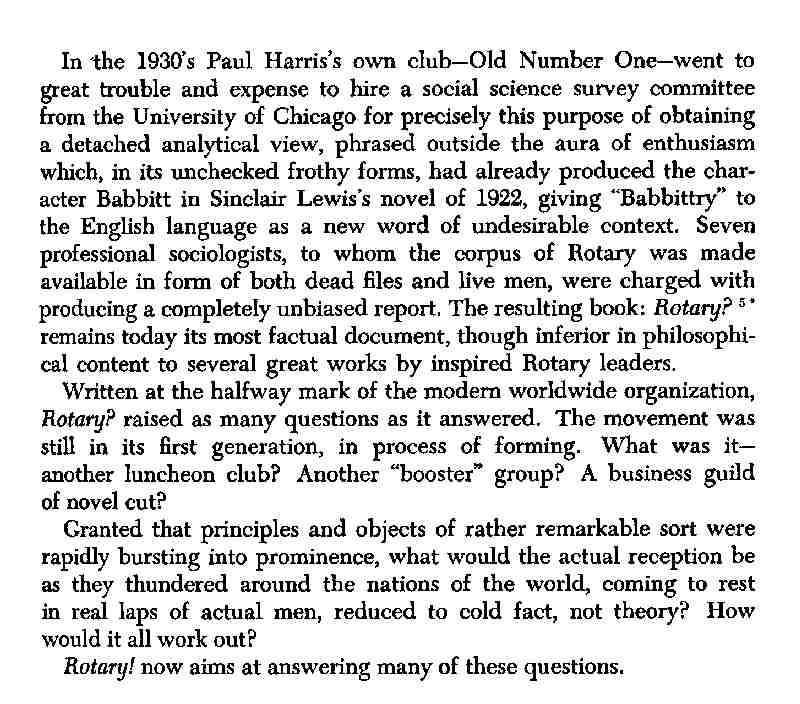 In the 1930's Paul Harris's own club—Old Number One—went to
great trouble and expense to hire a social science survey committee
from the University of Chicago for precisely this purpose of obtaining
a detached analytical view, phrased outside the aura of enthusiasm
which, in its unchecked frothy forms, had already produced the char-
acter Babbitt in Sinclair Lewis's novel of 1922, giving “Babbittry” to
the English language as a new word of undesirable context. Seven
professional sociologists, to whom the corpus of Rotary was made
available in form of both dead files and live men, were charged with
producing a completely unbiased report. The resulting book: Rotary? 5*
remains today its most factual document, though inferior in philosophi-
cal content to several great works by inspired Rotary leaders.
Written at the halfway mark of the modern worldwide organization,
Rotary? raised as many questions as it answered. The movement was
still in its first generation, in process of forming. What was it—
another luncheon club? Another “booster” group? A business guild
of novel cut?
Granted that principles and objects of rather remarkable sort were
rapidly bursting into prominence, what would the actual reception be
as they thundered around the nations of the world, coming to rest
in real laps of actual men, reduced to cold fact, not theory? How
would it all work out?
Rotary! now aims at answering many of these questions.